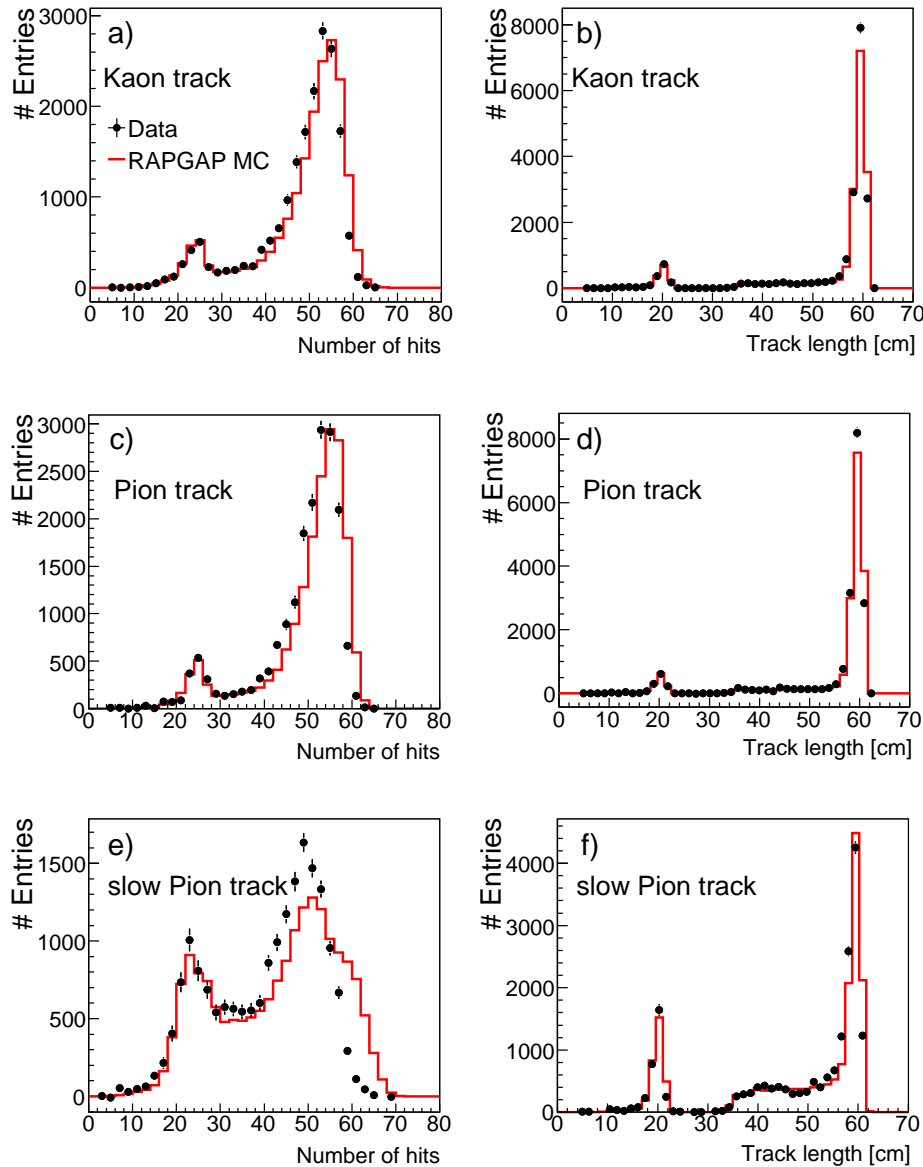 a)
Kaon track
Data
RAPGAP MC
# Entries
3000
2000
1000
0
0 10 20 30 40 50 60 70 80
Number of hits
b)
Kaon track
# Entries
8000
6000
4000
2000
0
0 10 20 30 40 50 60 70
Track length [cm]
c)
Pion track
# Entries
3000
2500
2000
1500
1000
500
0
0 10 20 30 40 50 60 70 80
Number of hits
d)
Pion track
# Entries
8000
6000
4000
2000
0
0 10 20 30 40 50 60 70
Track length [cm]
e)
slow Pion track
# Entries
1500
1000
500
0
0 10 20 30 40 50 60 70 80
Number of hits
f)
slow Pion track
# Entries
4000
3000
2000
1000
0
0 10 20 30 40 50 60 70
Track length [cm]